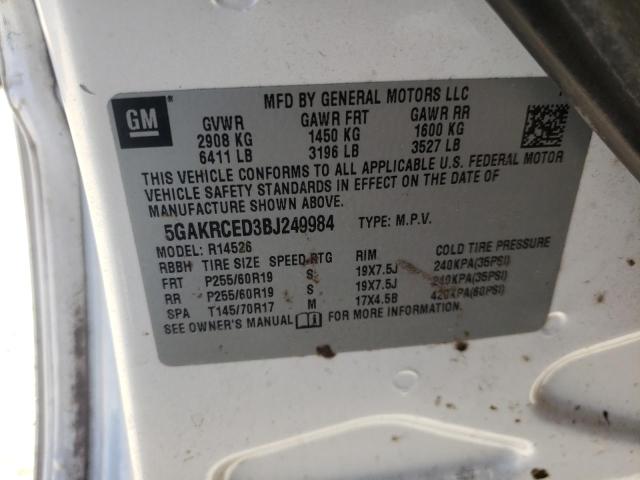 MFD BY GENERAL MOTORS LLC
GM
GVWR GAWR FRT GAWR RR
2908 KG 1450 KG 1600 KG
6411 LB 3196 LB 3527 LB
THIS VEHICLE CONFORMS TO ALL APPLICABLE U.S. FEDERAL MOTOR
VEHICLE SAFETY STANDARDS IN EFFECT ON THE DATE OF
MANUFACTURE SHOWN ABOVE.
5GAKRCED3BJ249984 TYPE: M.P.V.
MODEL: R14526
RBBH TIRE SIZE SPEED RTG RIM COLD TIRE PRESSURE
FRT P255/60R19 S 19X7.5J 240KPA(35PSI)
RR P255/60R19 S 19X7.5J 240KPA(35PSI)
SPA T145/70R17 M 17X4.5B 420KPA(60PSI)
SEE OWNER'S MANUAL FOR MORE INFORMATION.